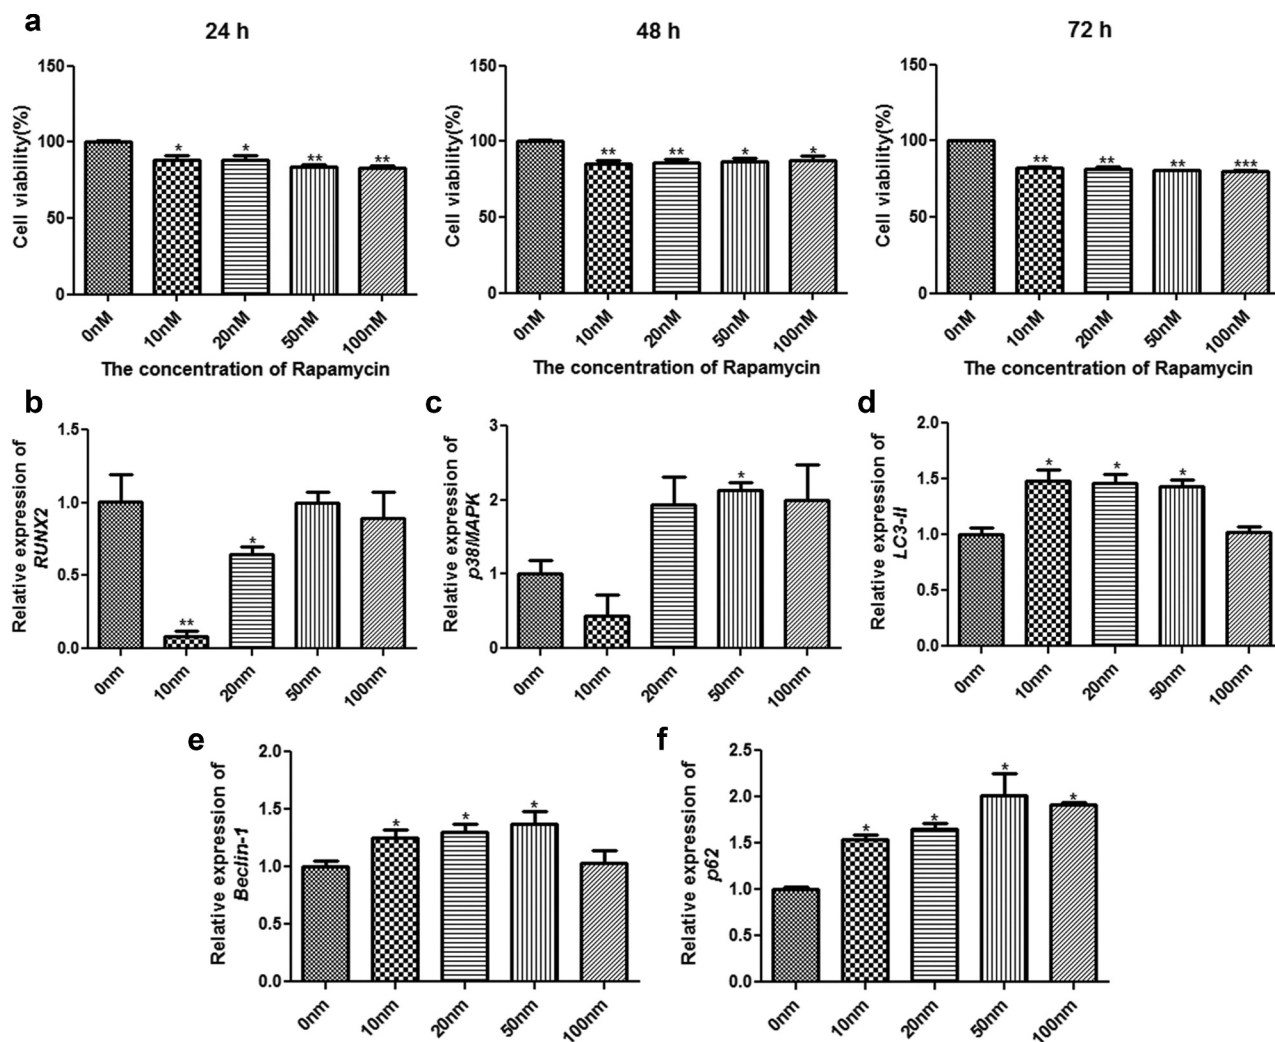 a
24 h
48 h
72 h
Cell viability(%)
150
100
50
0
* * ** **
0nM 10nM 20nM 50nM 100nM
The concentration of Rapamycin
Cell viability(%)
150
100
50
0
** ** * *
0nM 10nM 20nM 50nM 100nM
The concentration of Rapamycin
Cell viability(%)
150
100
50
0
** ** ** ***
0nM 10nM 20nM 50nM 100nM
The concentration of Rapamycin
b
Relative expression of
RUNX2
1.5
1.0
0.5
0.0
** *
0nm 10nm 20nm 50nm 100nm
c
Relative expression of
p38MAPK
3
2
1
0
*
0nm 10nm 20nm 50nm 100nm
d
Relative expression of
LC3-II
2.0
1.5
1.0
0.5
0.0
* * *
0nm 10nm 20nm 50nm 100nm
e
Relative expression of
Beclin-1
2.0
1.5
1.0
0.5
0.0
* * *
0nm 10nm 20nm 50nm 100nm
f
Relative expression of
p62
2.5
2.0
1.5
1.0
0.5
0.0
* * * *
0nm 10nm 20nm 50nm 100nm